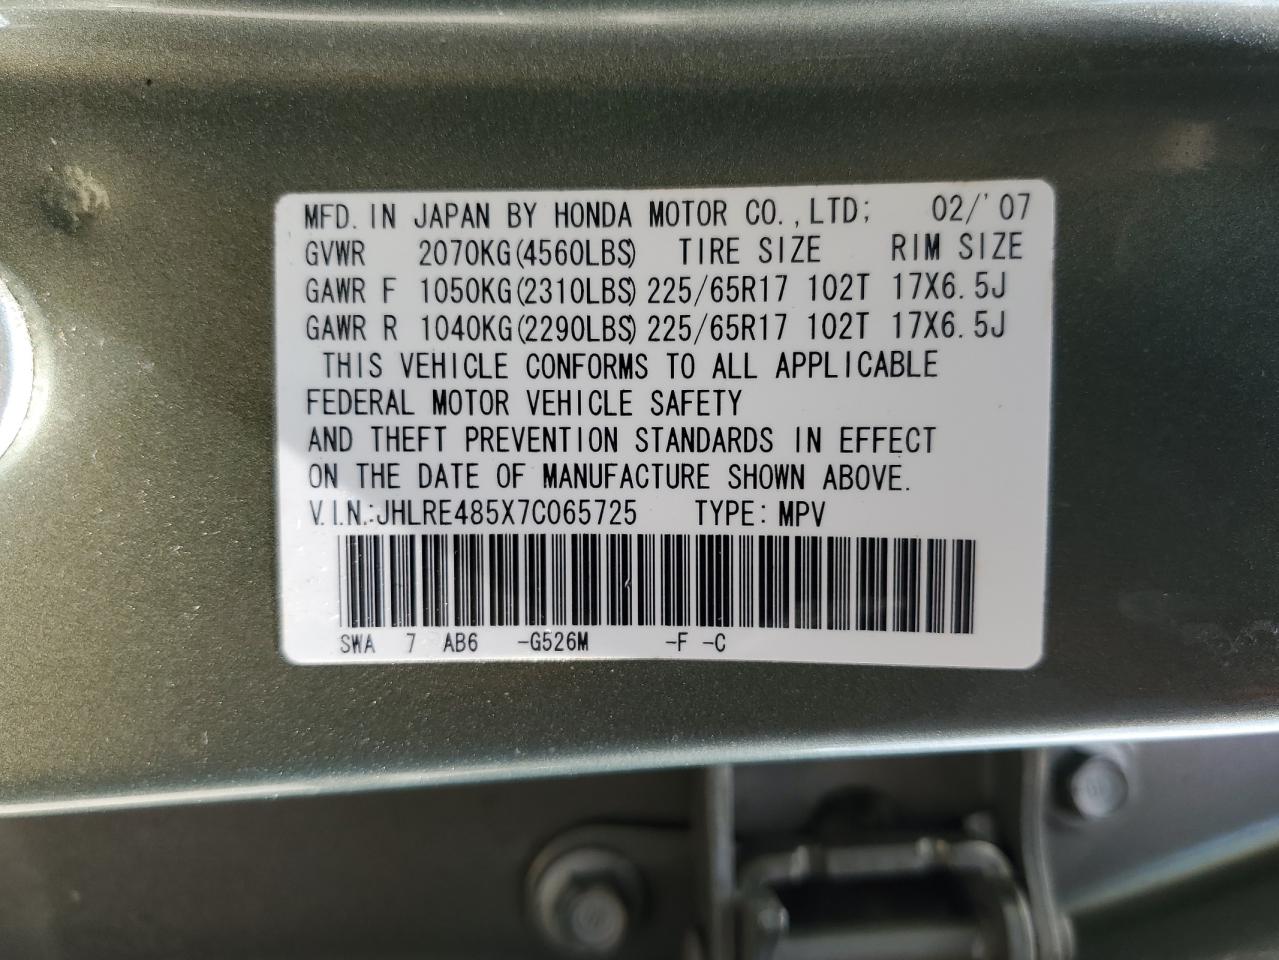 MFD. IN JAPAN BY HONDA MOTOR CO.,LTD; 02/'07
GVWR 2070KG(4560LBS) TIRE SIZE RIM SIZE
GAWR F 1050KG(2310LBS) 225/65R17 102T 17X6.5J
GAWR R 1040KG(2290LBS) 225/65R17 102T 17X6.5J
THIS VEHICLE CONFORMS TO ALL APPLICABLE
FEDERAL MOTOR VEHICLE SAFETY
AND THEFT PREVENTION STANDARDS IN EFFECT
ON THE DATE OF MANUFACTURE SHOWN ABOVE.
V.I.N.:JHLRE485X7C065725 TYPE: MPV
SWA 7 AB6 -G526M -F -C